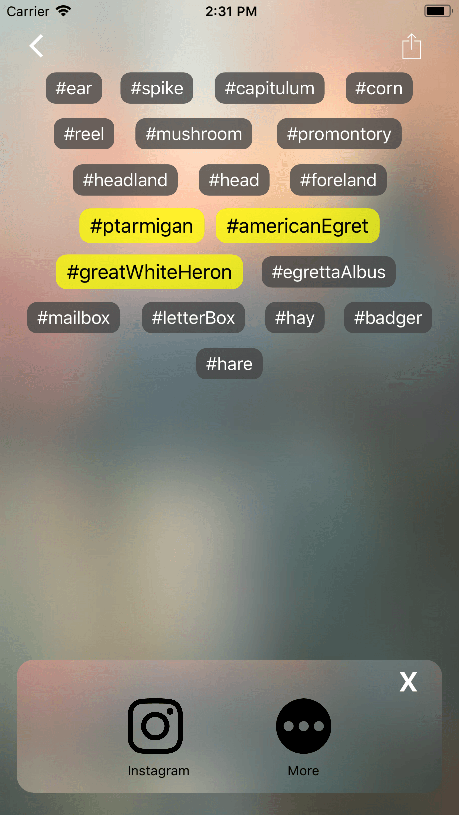 Carrier 2:31 PM
#ear #spike #capitulum #corn
#reel #mushroom #promontory
#headland #head #foreland
#ptarmigan #americanEgret
#greatWhiteHeron #egrettaAlbus
#mailbox #letterBox #hay #badger
#hare
X
Instagram More